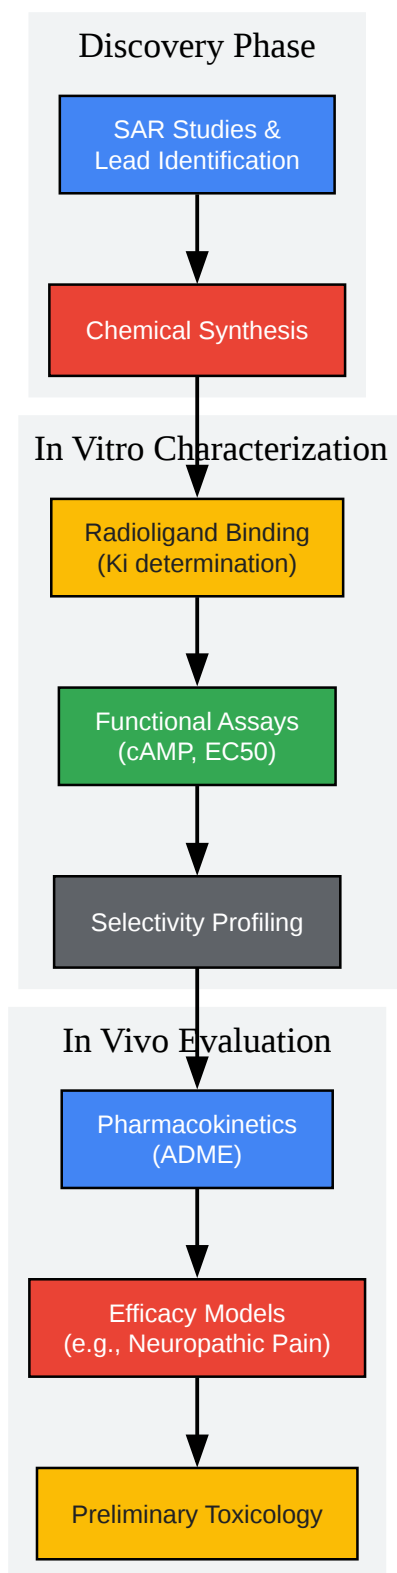 Discovery Phase
SAR Studies &
Lead Identification
Chemical Synthesis
In Vitro Characterization
Radioligand Binding
(Ki determination)
Functional Assays
(cAMP, EC50)
Selectivity Profiling
In Vivo Evaluation
Pharmacokinetics
(ADME)
Efficacy Models
(e.g., Neuropathic Pain)
Preliminary Toxicology